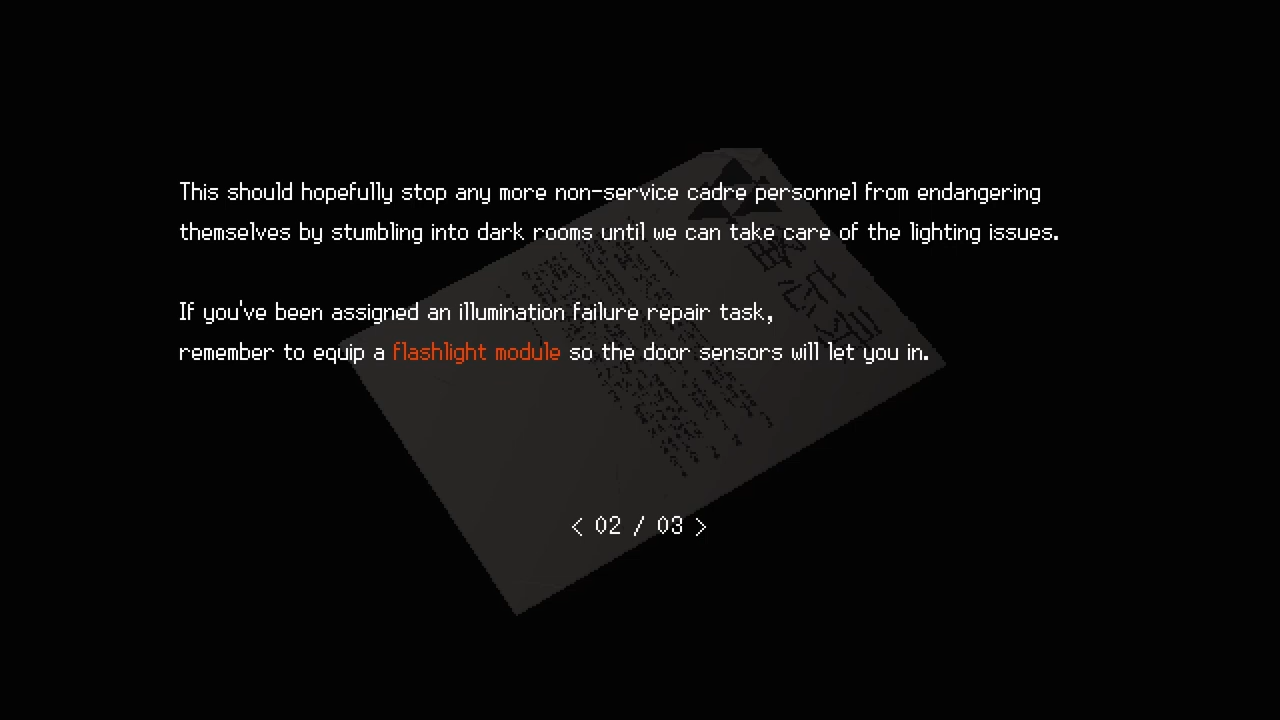 This should hopefully stop any more non-service cadre personnel from endangering
themselves by stumbling into dark rooms until we can take care of the lighting issues.
If you've been assigned an illumination failure repair task,
remember to equip a flashlight module so the door sensors will let you in.
< 02 / 03 >